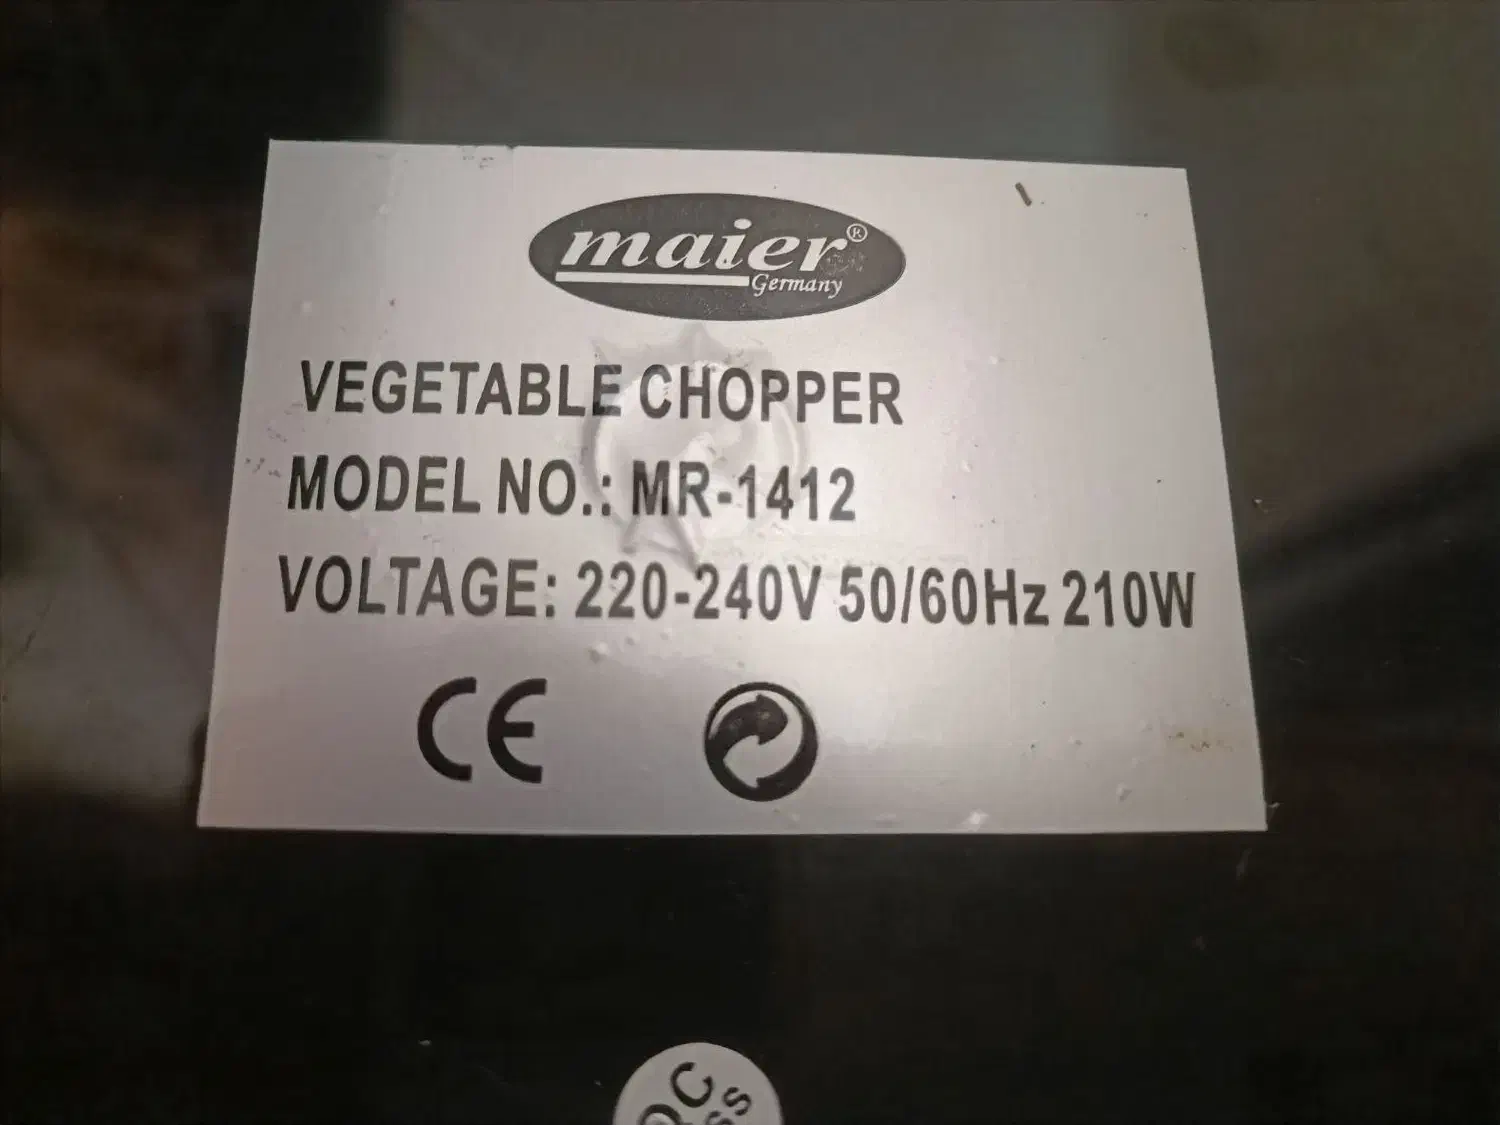 maier®
Germany
VEGETABLE CHOPPER
MODEL NO.: MR-1412
VOLTAGE: 220-240V 50/60Hz 210W
CE